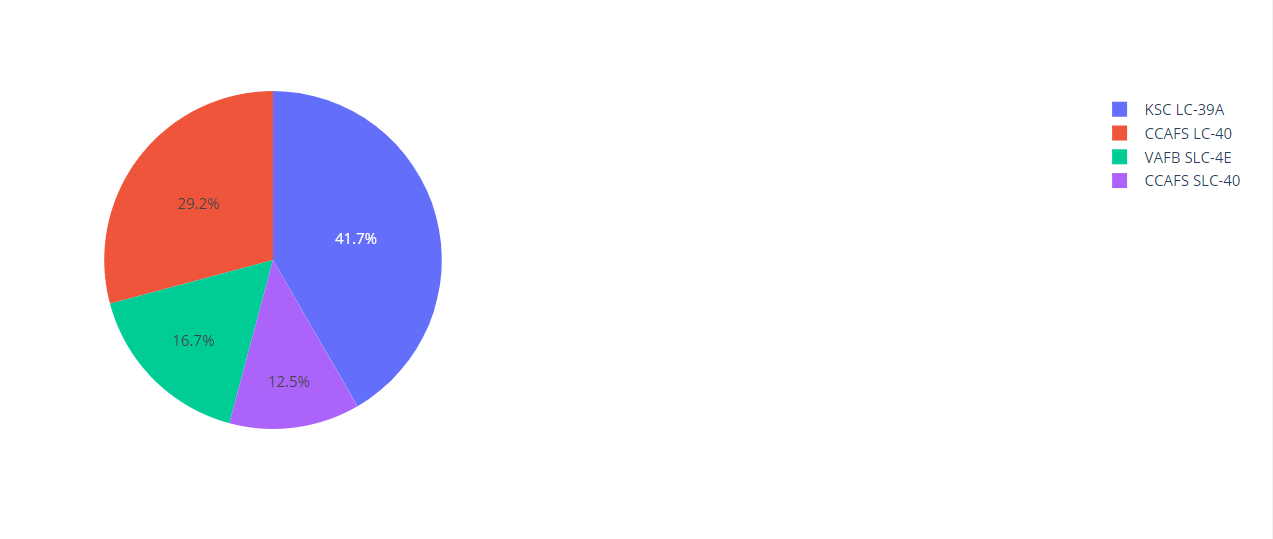 29.2%
41.7%
16.7%
12.5%
KSC LC-39A
CCAFS LC-40
VAFB SLC-4E
CCAFS SLC-40